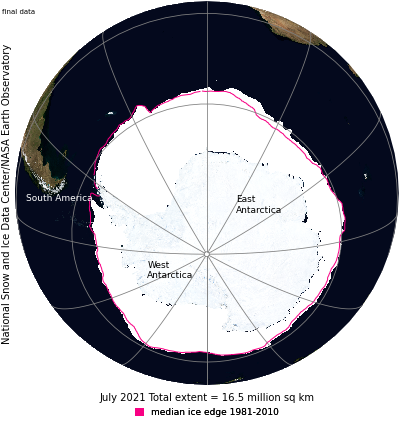 final data
National Snow and Ice Data Center/NASA Earth Observatory
South America
East
Antarctica
West
Antarctica
July 2021 Total extent = 16.5 million sq km
median ice edge 1981-2010